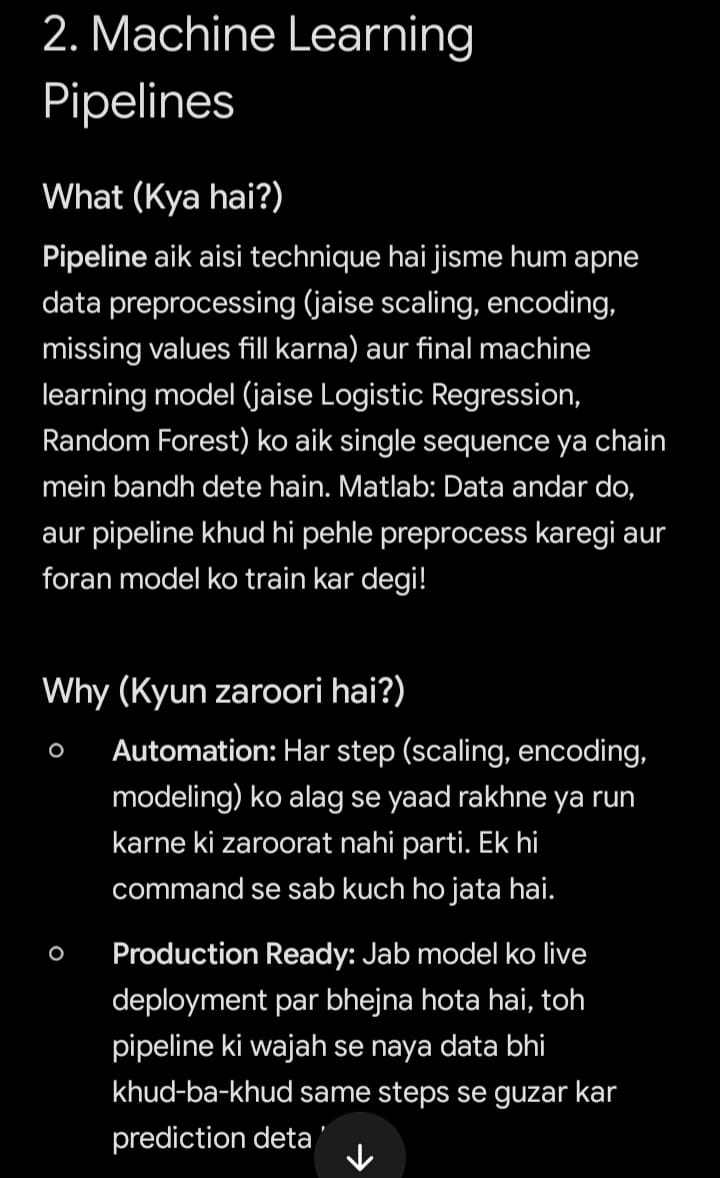 2. Machine Learning
Pipelines
What (Kya hai?)
Pipeline aik aisi technique hai jisme hum apne
data preprocessing (jaise scaling, encoding,
missing values fill karna) aur final machine
learning model (jaise Logistic Regression,
Random Forest) ko aik single sequence ya chain
mein bandh dete hain. Matlab: Data andar do,
aur pipeline khud hi pehle preprocess karegi aur
foran model ko train kar degi!
Why (Kyun zaroori hai?)
Automation: Har step (scaling, encoding,
modeling) ko alag se yaad rakhne ya run
karne ki zaroorat nahi parti. Ek hi
command se sab kuch ho jata hai.
Production Ready: Jab model ko live
deployment par bhejna hota hai, toh
pipeline ki wajah se naya data bhi
khud-ba-khud same steps se guzar kar
prediction deta